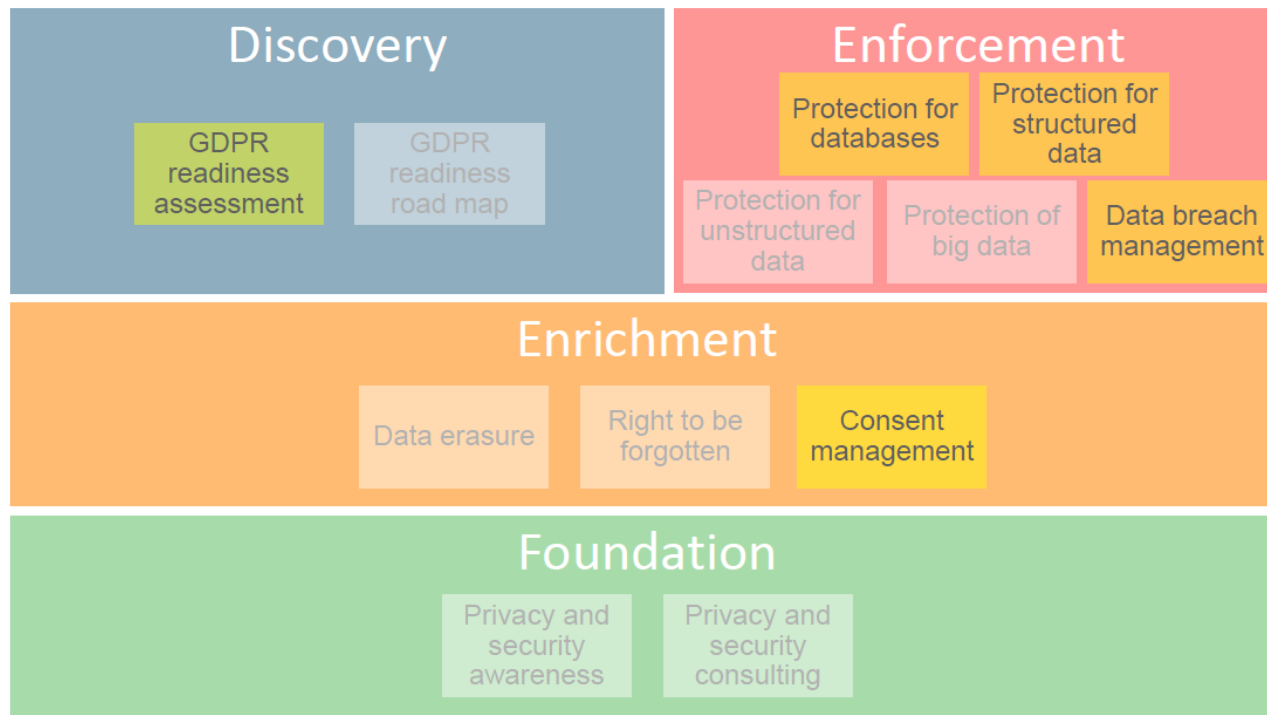 Discovery
GDPR
readiness
assessment
GDPR
readiness
road map
Enforcement
Protection for
databases
Protection for
structured
data
Protection for
unstructured
data
Protection of
big data
Data breach
management
Enrichment
Data erasure
Right to be
forgotten
Consent
management
Foundation
Privacy and
security
awareness
Privacy and
security
consulting